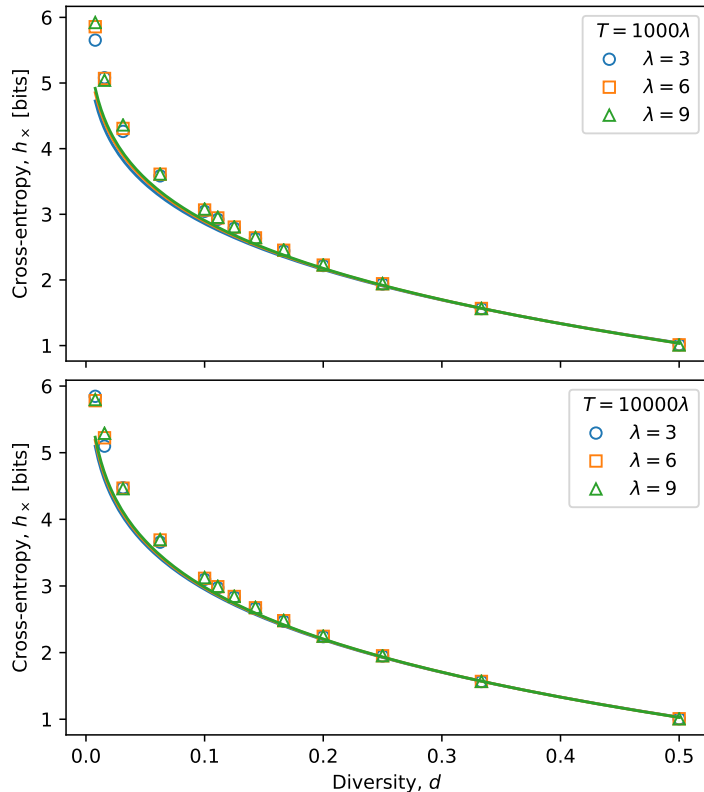 6
5
4
3
2
1
Cross-entropy, h× [bits]
T = 1000λ
λ = 3
λ = 6
λ = 9
6
5
4
3
2
1
Cross-entropy, h× [bits]
T = 10000λ
λ = 3
λ = 6
λ = 9
0.0 0.1 0.2 0.3 0.4 0.5
Diversity, d